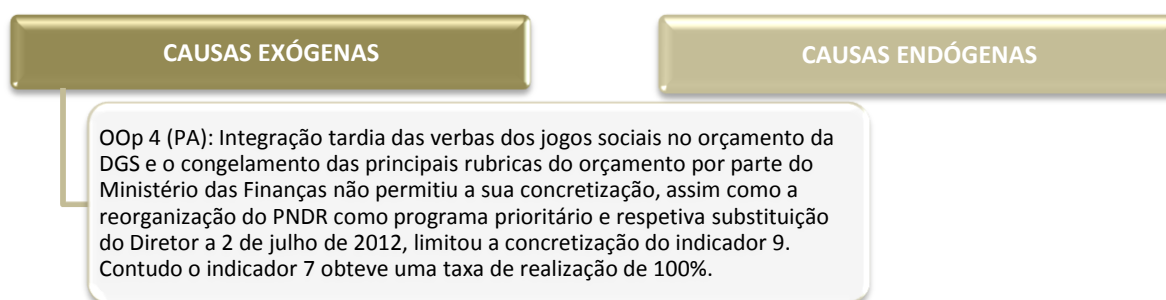 CAUSAS EXÓGENAS
CAUSAS ENDÓGENAS
OOp 4 (PA): Integração tardia das verbas dos jogos sociais no orçamento da
DGS e o congelamento das principais rubricas do orçamento por parte do
Ministério das Finanças não permitiu a sua concretização, assim como a
reorganização do PNDR como programa prioritário e respetiva substituição
do Diretor a 2 de julho de 2012, limitou a concretização do indicador 9.
Contudo o indicador 7 obteve uma taxa de realização de 100%.